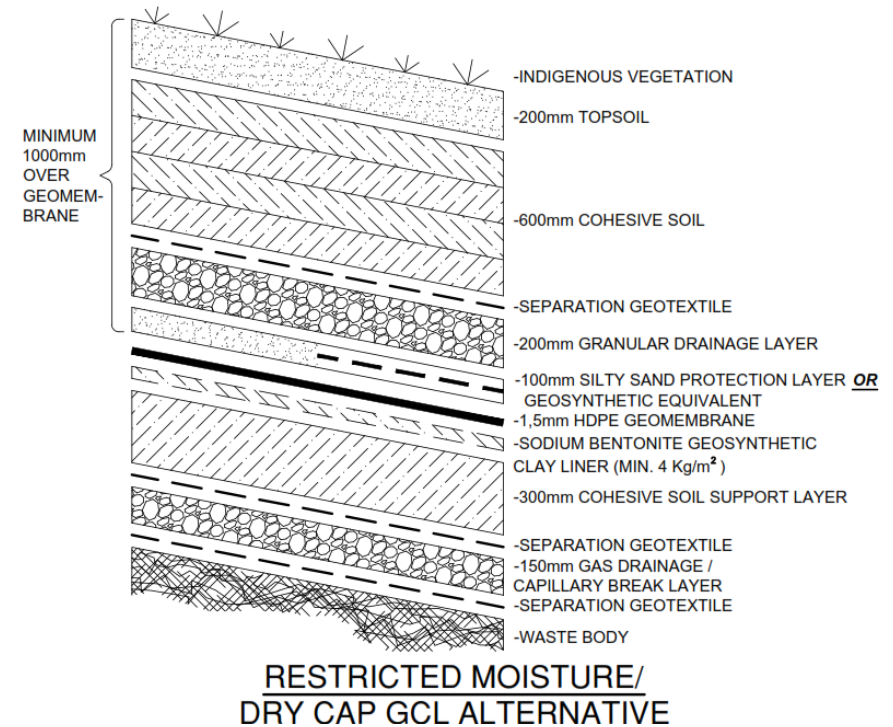 -INDIGENOUS VEGETATION
-200mm TOPSOIL
MINIMUM
1000mm
OVER
GEOMEM-
BRANE
-600mm COHESIVE SOIL
-SEPARATION GEOTEXTILE
-200mm GRANULAR DRAINAGE LAYER
-100mm SILTY SAND PROTECTION LAYER OR
GEOSYNTHETIC EQUIVALENT
-1,5mm HDPE GEOMEMBRANE
-SODIUM BENTONITE GEOSYNTHETIC
CLAY LINER (MIN. 4 Kg/m²)
-300mm COHESIVE SOIL SUPPORT LAYER
-SEPARATION GEOTEXTILE
-150mm GAS DRAINAGE /
CAPILLARY BREAK LAYER
-SEPARATION GEOTEXTILE
-WASTE BODY
RESTRICTED MOISTURE/
DRY CAP GCL ALTERNATIVE